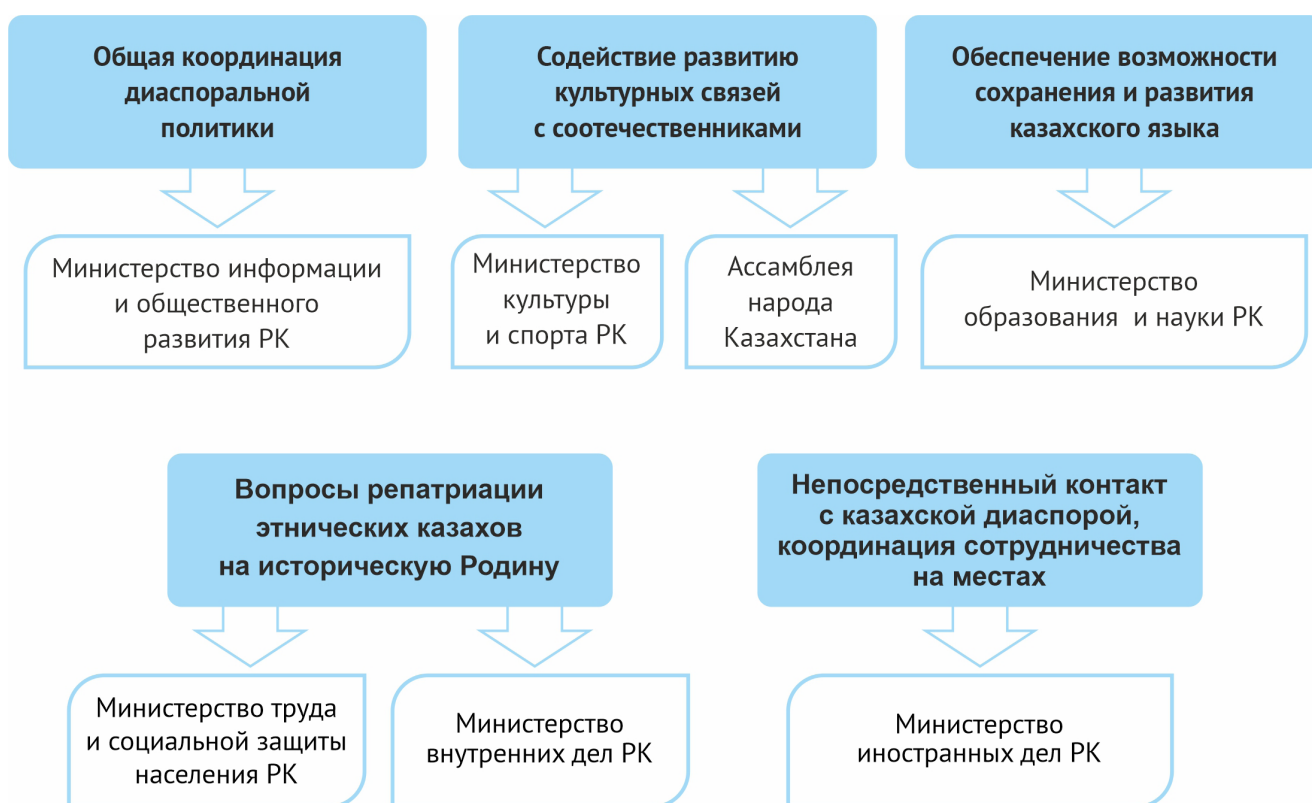 Общая координация
диаспоральной
политики
Содействие развитию
культурных связей
с соотечественниками
Обеспечение возможности
сохранения и развития
казахского языка
Министерство информации
и общественного
развития РК
Министерство
культуры
и спорта РК
Ассамблея
народа
Казахстана
Министерство
образования и науки РК
Вопросы репатриации
этнических казахов
на историческую Родину
Непосредственный контакт
с казахской диаспорой,
координация сотрудничества
на местах
Министерство труда
и социальной защиты
населения РК
Министерство
внутренних дел РК
Министерство
иностранных дел РК